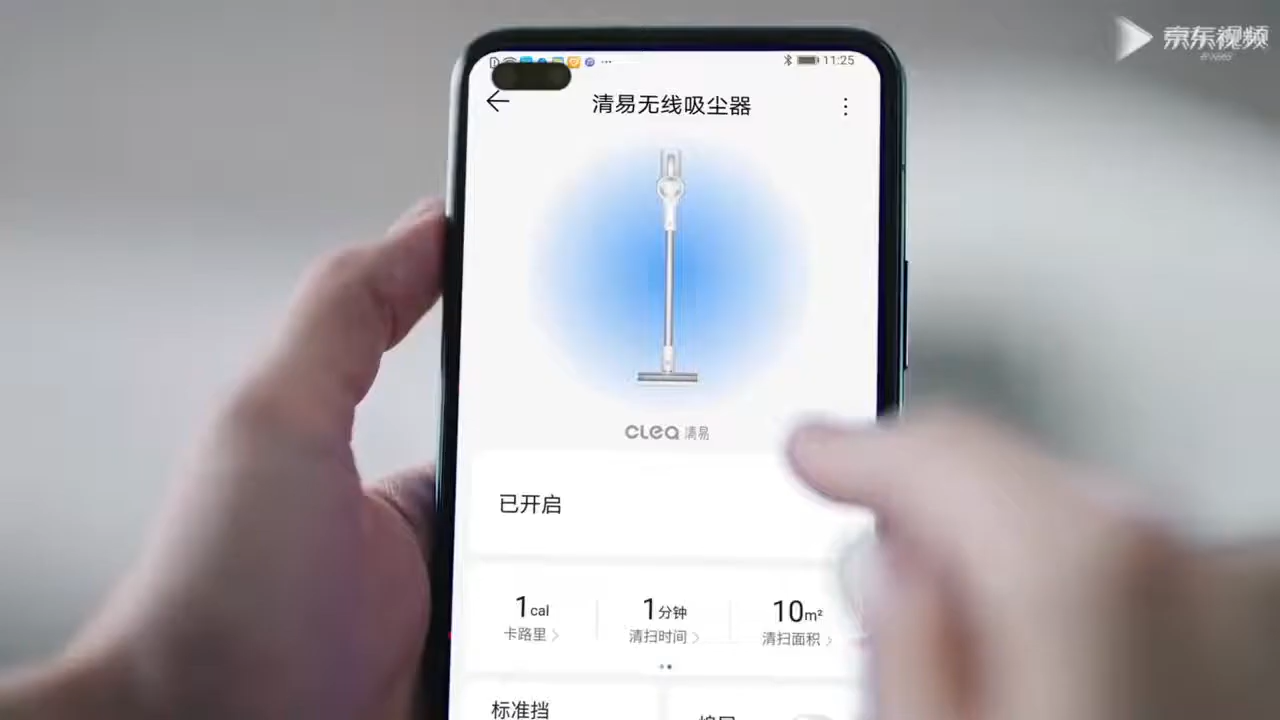 京东视频
11:25
清易无线吸尘器
CLEQ 清易
已开启
1cal
1分钟
10m²
卡路里
清扫时间
清扫面积
标准挡